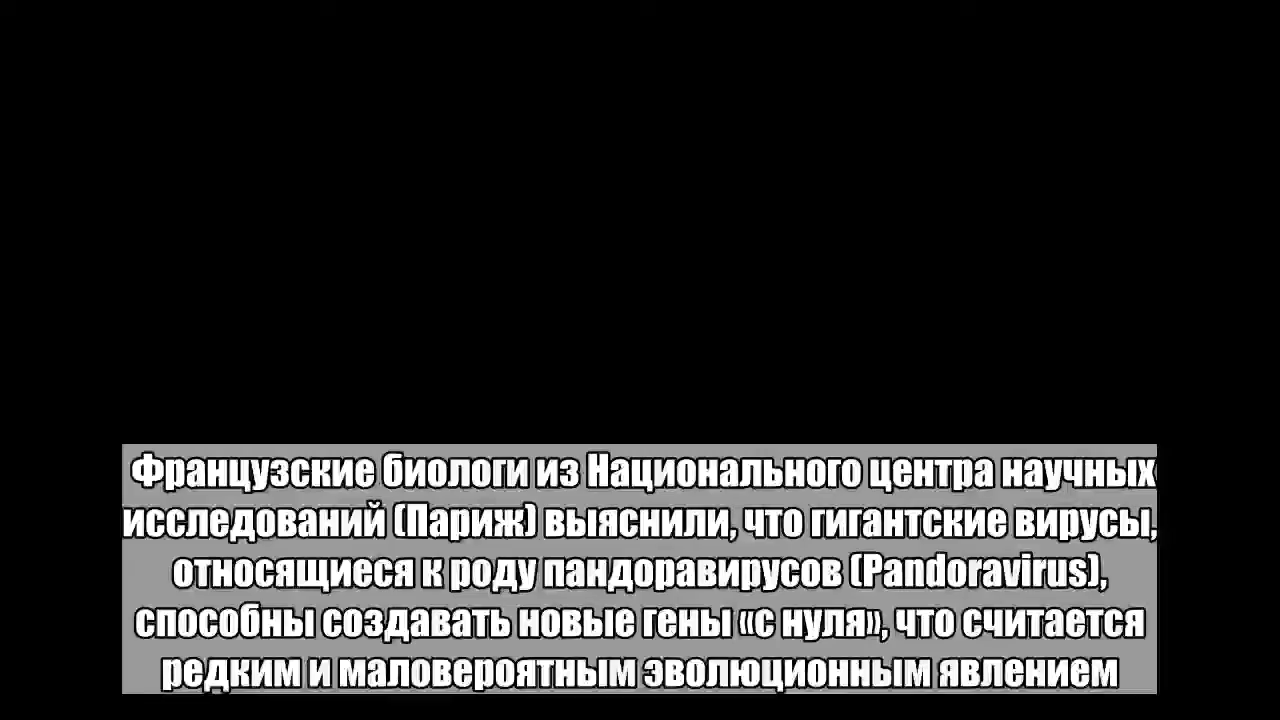 Французские биологи из Национального центра научных
исследований (Париж) выяснили, что гигантские вирусы,
относящиеся к роду пандоравирусов (Pandoravirus),
способны создавать новые гены «с нуля», что считается
редким и маловероятным эволюционным явлением